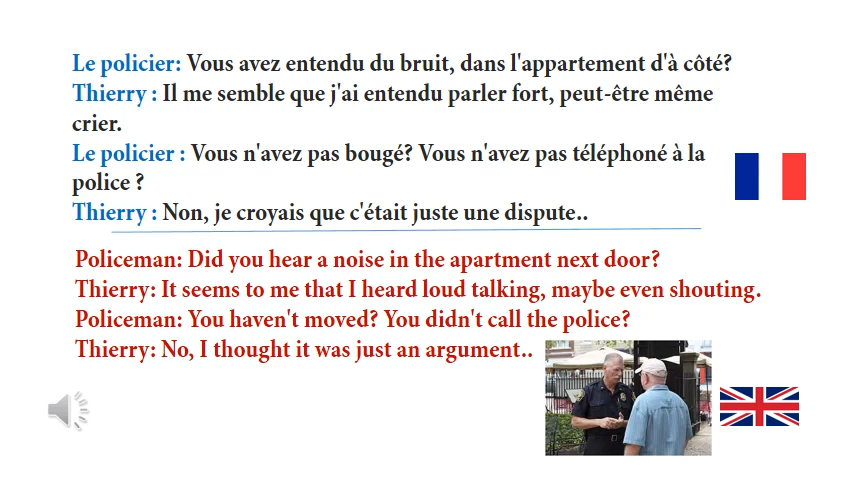 Le policier: Vous avez entendu du bruit, dans l'appartement d'à côté?
Thierry : Il me semble que j'ai entendu parler fort, peut-être même
crier.
Le policier : Vous n'avez pas bougé? Vous n'avez pas téléphoné à la
police ?
Thierry : Non, je croyais que c'était juste une dispute..
Policeman: Did you hear a noise in the apartment next door?
Thierry: It seems to me that I heard loud talking, maybe even shouting.
Policeman: You haven't moved? You didn't call the police?
Thierry: No, I thought it was just an argument..